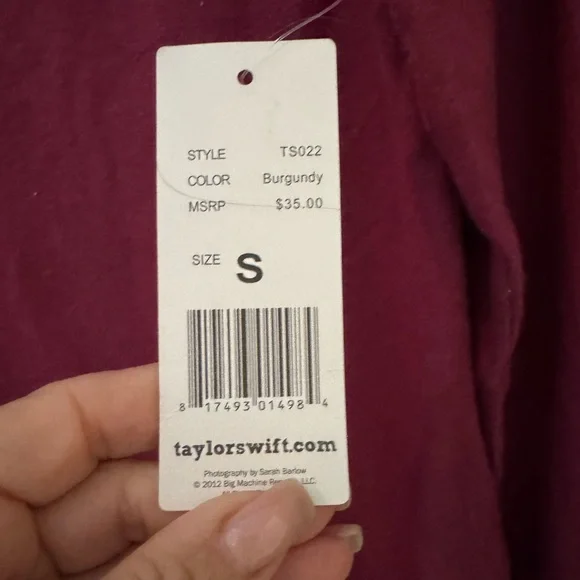 STYLE TS022
COLOR Burgundy
MSRP $35.00
SIZE S
8 17493 01498 4
taylorswift.com
Photography by Sarah Barlow
© 2012 Big Machine LLC